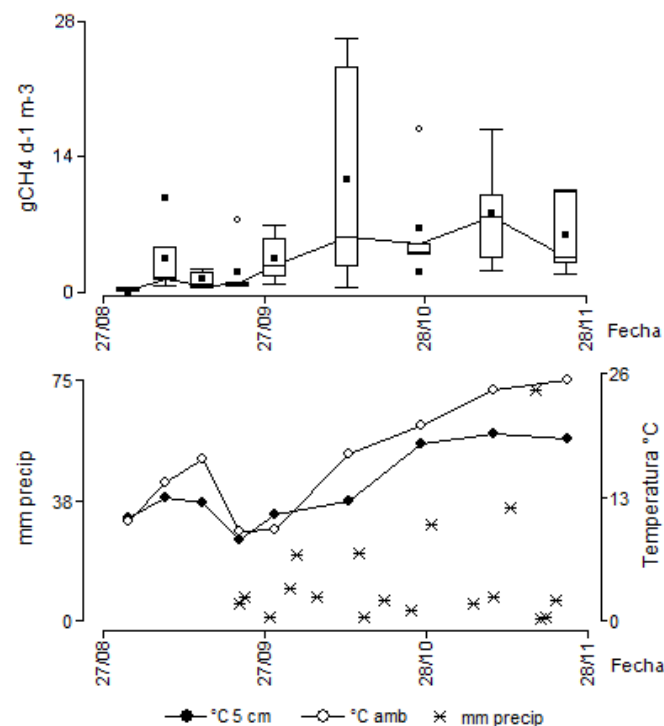 28
14
0
gCH4 d-1 m-3
27/08
27/09
28/10
28/11
Fecha
75
38
0
mm precip
26
13
0
Temperatura °C
27/08
27/09
28/10
28/11
Fecha
°C 5 cm °C amb mm precip